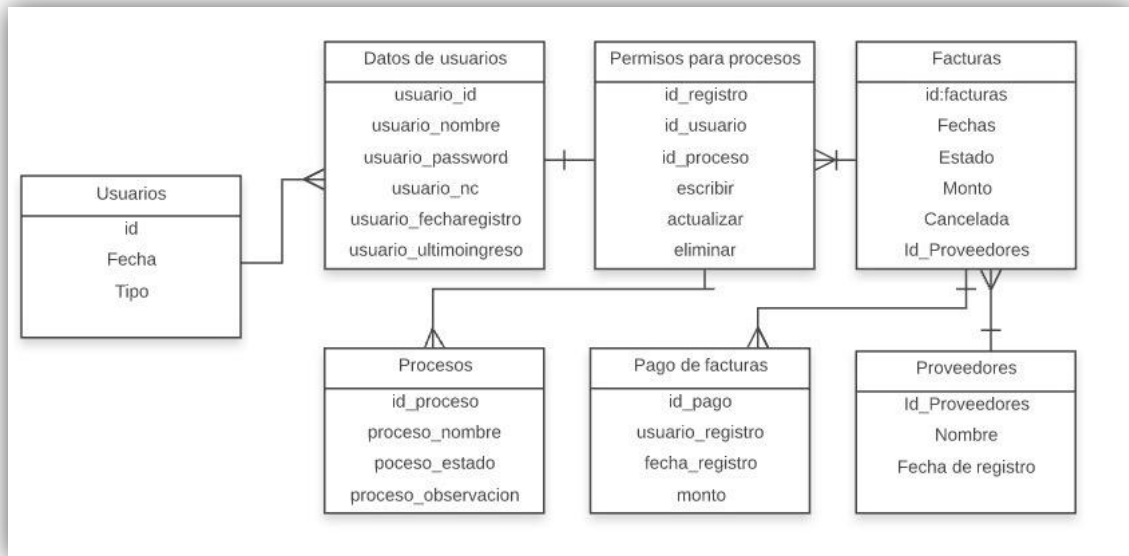 Usuarios
id
Fecha
Tipo
Datos de usuarios
usuario_id
usuario_nombre
usuario_password
usuario_nc
usuario_fecharegistro
usuario_ultimoingreso
Permisos para procesos
id_registro
id_usuario
id_proceso
escribir
actualizar
eliminar
Facturas
id:facturas
Fechas
Estado
Monto
Cancelada
Id_Proveedores
Procesos
id_proceso
proceso_nombre
poceso_estado
proceso_observacion
Pago de facturas
id_pago
usuario_registro
fecha_registro
monto
Proveedores
Id_Proveedores
Nombre
Fecha de registro